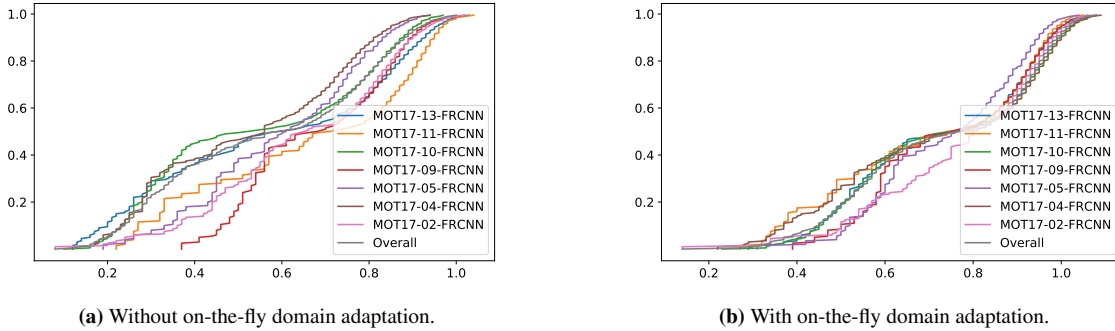 1.0
0.8
0.6
0.4
0.2
0.2 0.4 0.6 0.8 1.0
MOT17-13-FRCNN
MOT17-11-FRCNN
MOT17-10-FRCNN
MOT17-09-FRCNN
MOT17-05-FRCNN
MOT17-04-FRCNN
MOT17-02-FRCNN
Overall
(a) Without on-the-fly domain adaptation.
1.0
0.8
0.6
0.4
0.2
0.2 0.4 0.6 0.8 1.0
MOT17-13-FRCNN
MOT17-11-FRCNN
MOT17-10-FRCNN
MOT17-09-FRCNN
MOT17-05-FRCNN
MOT17-04-FRCNN
MOT17-02-FRCNN
Overall
(b) With on-the-fly domain adaptation.